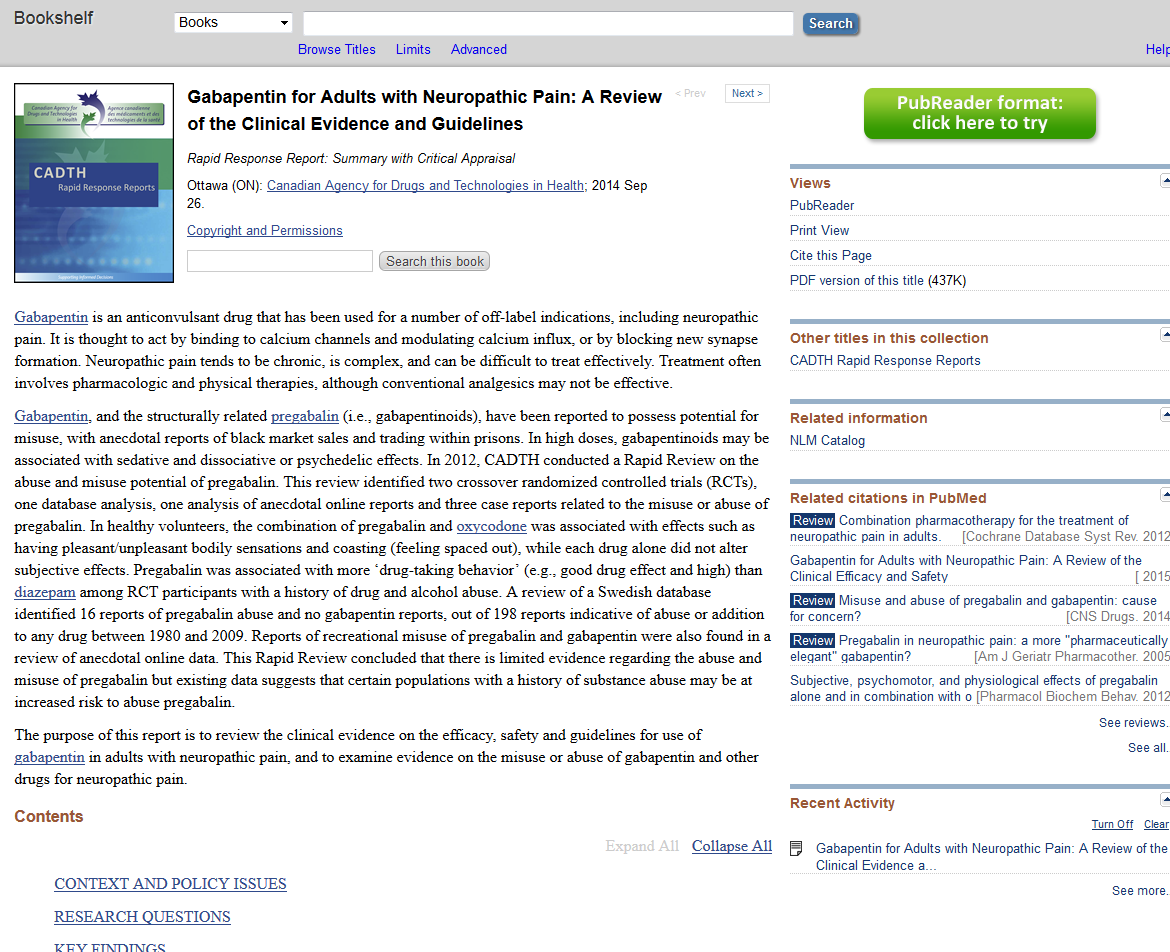 Bookshelf
Books
Search
Browse Titles Limits Advanced
Help
Canadian Agency for
Drugs and Technologies
in Health
Agence canadienne
des médicaments et des
technologies de la santé
CADTH
Rapid Response Reports
Supporting Informed Decisions
Gabapentin for Adults with Neuropathic Pain: A Review
of the Clinical Evidence and Guidelines
< Prev Next >
Rapid Response Report: Summary with Critical Appraisal
Ottawa (ON): Canadian Agency for Drugs and Technologies in Health; 2014 Sep
26.
Copyright and Permissions
Search this book
Gabapentin is an anticonvulsant drug that has been used for a number of off-label indications, including neuropathic
pain. It is thought to act by binding to calcium channels and modulating calcium influx, or by blocking new synapse
formation. Neuropathic pain tends to be chronic, is complex, and can be difficult to treat effectively. Treatment often
involves pharmacologic and physical therapies, although conventional analgesics may not be effective.
Gabapentin, and the structurally related pregabalin (i.e., gabapentinoids), have been reported to possess potential for
misuse, with anecdotal reports of black market sales and trading within prisons. In high doses, gabapentinoids may be
associated with sedative and dissociative or psychedelic effects. In 2012, CADTH conducted a Rapid Review on the
abuse and misuse potential of pregabalin. This review identified two crossover randomized controlled trials (RCTs),
one database analysis, one analysis of anecdotal online reports and three case reports related to the misuse or abuse of
pregabalin. In healthy volunteers, the combination of pregabalin and oxycodone was associated with effects such as
having pleasant/unpleasant bodily sensations and coasting (feeling spaced out), while each drug alone did not alter
subjective effects. Pregabalin was associated with more ‘drug-taking behavior’ (e.g., good drug effect and high) than
diazepam among RCT participants with a history of drug and alcohol abuse. A review of a Swedish database
identified 16 reports of pregabalin abuse and no gabapentin reports, out of 198 reports indicative of abuse or addition
to any drug between 1980 and 2009. Reports of recreational misuse of pregabalin and gabapentin were also found in a
review of anecdotal online data. This Rapid Review concluded that there is limited evidence regarding the abuse and
misuse of pregabalin but existing data suggests that certain populations with a history of substance abuse may be at
increased risk to abuse pregabalin.
The purpose of this report is to review the clinical evidence on the efficacy, safety and guidelines for use of
gabapentin in adults with neuropathic pain, and to examine evidence on the misuse or abuse of gabapentin and other
drugs for neuropathic pain.
Contents
Expand All Collapse All
CONTEXT AND POLICY ISSUES
RESEARCH QUESTIONS
KEY FINDINGS
PubReader format:
click here to try
Views
PubReader
Print View
Cite this Page
PDF version of this title (437K)
Other titles in this collection
CADTH Rapid Response Reports
Related information
NLM Catalog
Related citations in PubMed
Review Combination pharmacotherapy for the treatment of
neuropathic pain in adults. [Cochrane Database Syst Rev. 2012
Gabapentin for Adults with Neuropathic Pain: A Review of the
Clinical Efficacy and Safety [ 2015
Review Misuse and abuse of pregabalin and gabapentin: cause
for concern? [CNS Drugs. 2014
Review Pregabalin in neuropathic pain: a more "pharmaceutically
elegant" gabapentin? [Am J Geriatr Pharmacother. 2005
Subjective, psychomotor, and physiological effects of pregabalin
alone and in combination with o [Pharmacol Biochem Behav. 2012
See reviews.
See all.
Recent Activity
Turn Off Clear
Gabapentin for Adults with Neuropathic Pain: A Review of the
Clinical Evidence a...
See more.